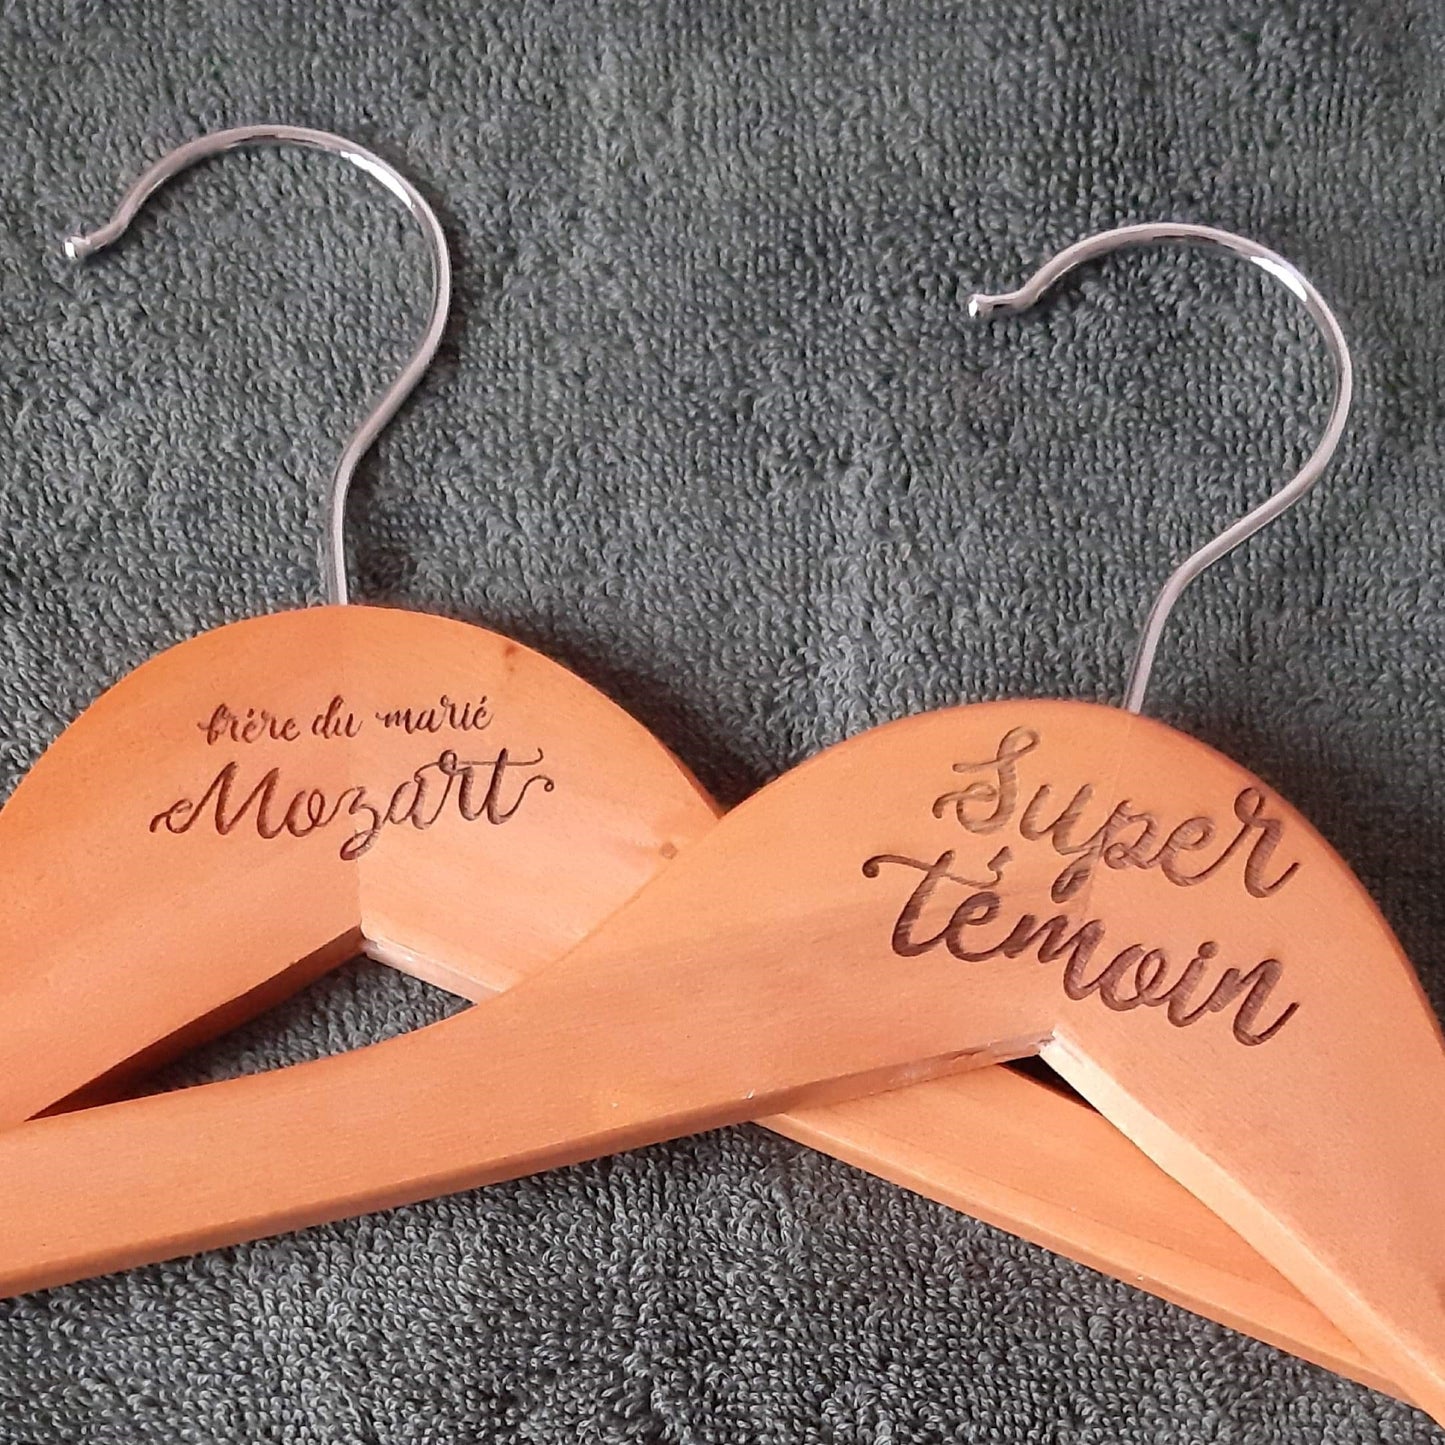 frère du marié
Mozart
Super
témoin